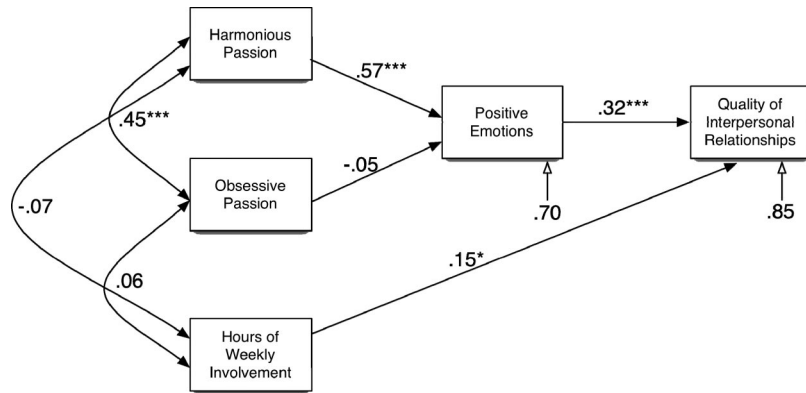 Harmonious
Passion
.57***
Positive
Emotions
.32***
Quality of
Interpersonal
Relationships
.45***
Obsessive
Passion
-.05
-.07
.70
.85
.06
.15*
Hours of
Weekly
Involvement